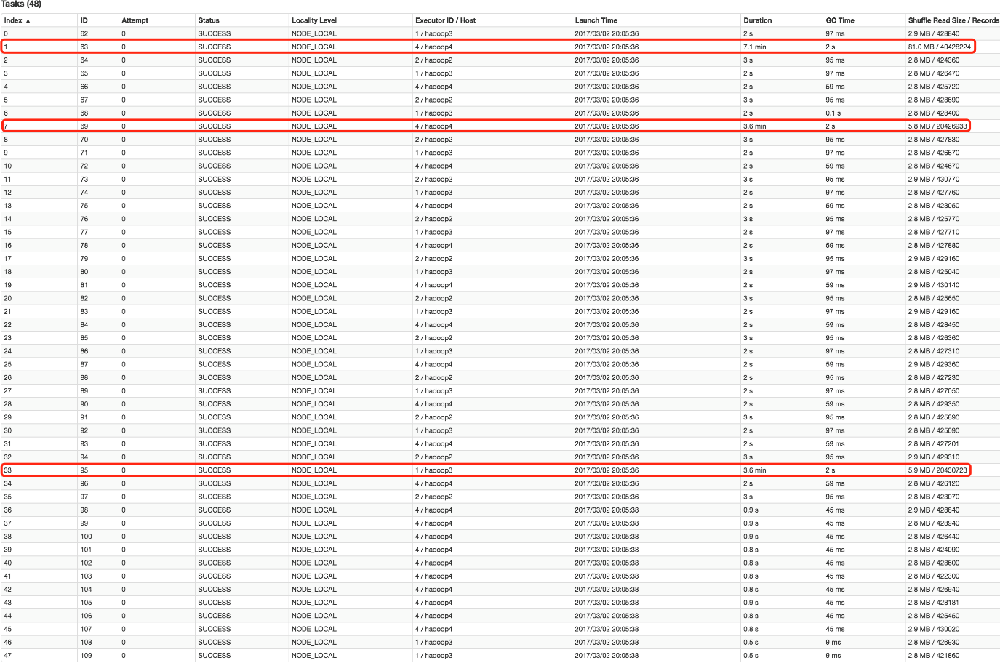 Tasks (48)
Index ▲ ID Attempt Status Locality Level Executor ID / Host Launch Time Duration GC Time Shuffle Read Size / Records
0 62 0 SUCCESS NODE_LOCAL 1 / hadoop3 2017/03/02 20:05:36 2 s 97 ms 2.9 MB / 428840
1 63 0 SUCCESS NODE_LOCAL 4 / hadoop4 2017/03/02 20:05:36 7.1 min 2 s 81.0 MB / 40428224
2 64 0 SUCCESS NODE_LOCAL 2 / hadoop2 2017/03/02 20:05:36 3 s 95 ms 2.8 MB / 424360
3 65 0 SUCCESS NODE_LOCAL 1 / hadoop3 2017/03/02 20:05:36 2 s 97 ms 2.8 MB / 426470
4 66 0 SUCCESS NODE_LOCAL 4 / hadoop4 2017/03/02 20:05:36 2 s 59 ms 2.8 MB / 425720
5 67 0 SUCCESS NODE_LOCAL 2 / hadoop2 2017/03/02 20:05:36 3 s 95 ms 2.8 MB / 428690
6 68 0 SUCCESS NODE_LOCAL 1 / hadoop3 2017/03/02 20:05:36 2 s 0.1 s 2.8 MB / 428400
7 69 0 SUCCESS NODE_LOCAL 4 / hadoop4 2017/03/02 20:05:36 3.6 min 2 s 5.8 MB / 20426933
8 70 0 SUCCESS NODE_LOCAL 2 / hadoop2 2017/03/02 20:05:36 3 s 95 ms 2.8 MB / 427830
9 71 0 SUCCESS NODE_LOCAL 1 / hadoop3 2017/03/02 20:05:36 2 s 97 ms 2.8 MB / 426670
10 72 0 SUCCESS NODE_LOCAL 4 / hadoop4 2017/03/02 20:05:36 2 s 59 ms 2.8 MB / 424670
11 73 0 SUCCESS NODE_LOCAL 2 / hadoop2 2017/03/02 20:05:36 3 s 95 ms 2.9 MB / 430770
12 74 0 SUCCESS NODE_LOCAL 1 / hadoop3 2017/03/02 20:05:36 2 s 97 ms 2.8 MB / 427760
13 75 0 SUCCESS NODE_LOCAL 4 / hadoop4 2017/03/02 20:05:36 2 s 59 ms 2.8 MB / 423050
14 76 0 SUCCESS NODE_LOCAL 2 / hadoop2 2017/03/02 20:05:36 3 s 95 ms 2.8 MB / 425770
15 77 0 SUCCESS NODE_LOCAL 1 / hadoop3 2017/03/02 20:05:36 2 s 97 ms 2.8 MB / 427710
16 78 0 SUCCESS NODE_LOCAL 4 / hadoop4 2017/03/02 20:05:36 2 s 59 ms 2.8 MB / 427880
17 79 0 SUCCESS NODE_LOCAL 2 / hadoop2 2017/03/02 20:05:36 3 s 95 ms 2.9 MB / 429160
18 80 0 SUCCESS NODE_LOCAL 1 / hadoop3 2017/03/02 20:05:36 2 s 97 ms 2.8 MB / 425040
19 81 0 SUCCESS NODE_LOCAL 4 / hadoop4 2017/03/02 20:05:36 2 s 59 ms 2.9 MB / 430140
20 82 0 SUCCESS NODE_LOCAL 2 / hadoop2 2017/03/02 20:05:36 3 s 95 ms 2.8 MB / 425650
21 83 0 SUCCESS NODE_LOCAL 1 / hadoop3 2017/03/02 20:05:36 2 s 97 ms 2.9 MB / 429160
22 84 0 SUCCESS NODE_LOCAL 4 / hadoop4 2017/03/02 20:05:36 2 s 59 ms 2.8 MB / 428450
23 85 0 SUCCESS NODE_LOCAL 2 / hadoop2 2017/03/02 20:05:36 3 s 95 ms 2.8 MB / 426360
24 86 0 SUCCESS NODE_LOCAL 1 / hadoop3 2017/03/02 20:05:36 2 s 97 ms 2.8 MB / 427310
25 87 0 SUCCESS NODE_LOCAL 4 / hadoop4 2017/03/02 20:05:36 2 s 59 ms 2.9 MB / 429360
26 88 0 SUCCESS NODE_LOCAL 2 / hadoop2 2017/03/02 20:05:36 2 s 95 ms 2.8 MB / 427230
27 89 0 SUCCESS NODE_LOCAL 1 / hadoop3 2017/03/02 20:05:36 2 s 97 ms 2.8 MB / 427050
28 90 0 SUCCESS NODE_LOCAL 4 / hadoop4 2017/03/02 20:05:36 2 s 59 ms 2.8 MB / 429350
29 91 0 SUCCESS NODE_LOCAL 2 / hadoop2 2017/03/02 20:05:36 3 s 95 ms 2.8 MB / 425890
30 92 0 SUCCESS NODE_LOCAL 1 / hadoop3 2017/03/02 20:05:36 2 s 97 ms 2.8 MB / 425090
31 93 0 SUCCESS NODE_LOCAL 4 / hadoop4 2017/03/02 20:05:36 2 s 59 ms 2.8 MB / 427201
32 94 0 SUCCESS NODE_LOCAL 2 / hadoop2 2017/03/02 20:05:36 3 s 95 ms 2.9 MB / 429310
33 95 0 SUCCESS NODE_LOCAL 1 / hadoop3 2017/03/02 20:05:36 3.6 min 2 s 5.9 MB / 20430723
34 96 0 SUCCESS NODE_LOCAL 4 / hadoop4 2017/03/02 20:05:36 2 s 59 ms 2.8 MB / 426120
35 97 0 SUCCESS NODE_LOCAL 2 / hadoop2 2017/03/02 20:05:36 3 s 95 ms 2.8 MB / 423070
36 98 0 SUCCESS NODE_LOCAL 4 / hadoop4 2017/03/02 20:05:38 0.9 s 45 ms 2.9 MB / 428840
37 99 0 SUCCESS NODE_LOCAL 4 / hadoop4 2017/03/02 20:05:38 0.9 s 45 ms 2.8 MB / 428940
38 100 0 SUCCESS NODE_LOCAL 4 / hadoop4 2017/03/02 20:05:38 0.9 s 45 ms 2.8 MB / 426440
39 101 0 SUCCESS NODE_LOCAL 4 / hadoop4 2017/03/02 20:05:38 0.8 s 45 ms 2.8 MB / 424090
40 102 0 SUCCESS NODE_LOCAL 4 / hadoop4 2017/03/02 20:05:38 0.8 s 45 ms 2.8 MB / 428600
41 103 0 SUCCESS NODE_LOCAL 4 / hadoop4 2017/03/02 20:05:38 0.8 s 45 ms 2.8 MB / 422300
42 104 0 SUCCESS NODE_LOCAL 4 / hadoop4 2017/03/02 20:05:38 0.8 s 45 ms 2.8 MB / 426940
43 105 0 SUCCESS NODE_LOCAL 4 / hadoop4 2017/03/02 20:05:38 0.9 s 45 ms 2.8 MB / 428181
44 106 0 SUCCESS NODE_LOCAL 4 / hadoop4 2017/03/02 20:05:38 0.8 s 45 ms 2.8 MB / 425450
45 107 0 SUCCESS NODE_LOCAL 4 / hadoop4 2017/03/02 20:05:38 0.8 s 45 ms 2.9 MB / 430020
46 108 0 SUCCESS NODE_LOCAL 1 / hadoop3 2017/03/02 20:05:38 0.5 s 9 ms 2.8 MB / 426930
47 109 0 SUCCESS NODE_LOCAL 1 / hadoop3 2017/03/02 20:05:38 0.5 s 9 ms 2.8 MB / 421860